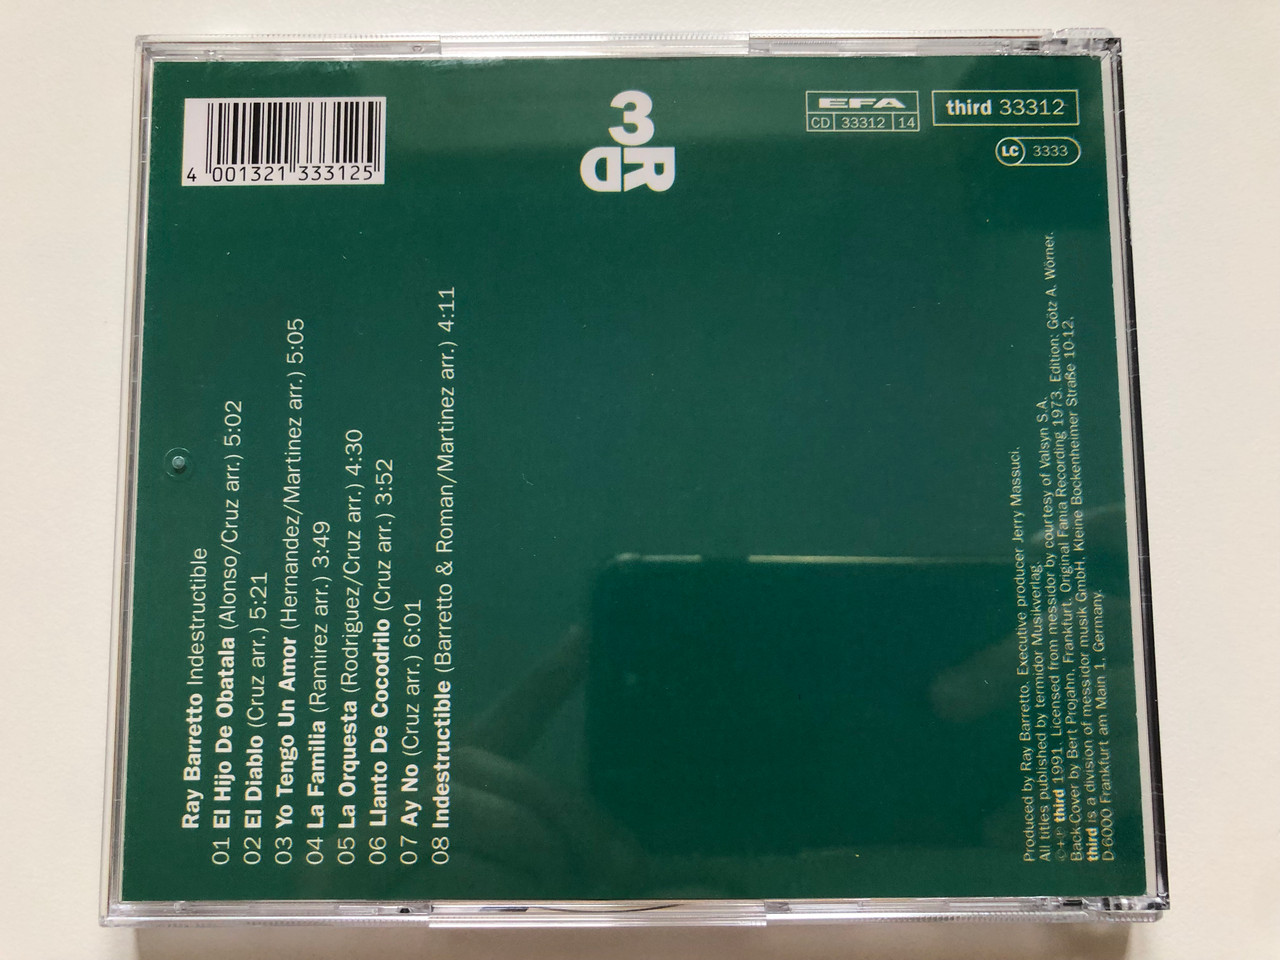 4 001321 333125
3
RD
EFA
CD 33312 14
third 33312
LC 3333
Ray Barretto Indestructible
01 El Hijo De Obatala (Alonso/Cruz arr.) 5:02
02 El Diablo (Cruz arr.) 5:21
03 Yo Tengo Un Amor (Hernandez/Martinez arr.) 5:05
04 La Familia (Ramirez arr.) 3:49
05 La Orquesta (Rodriguez/Cruz arr.) 4:30
06 Llanto De Cocodrilo (Cruz arr.) 3:52
07 Ay No (Cruz arr.) 6:01
08 Indestructible (Barretto & Roman/Martinez arr.) 4:11
Produced by Ray Barretto. Executive producer Jerry Massuci.
All titles published by termidor Musikverlag.
©+℗ third 1991. Licensed from messidor by courtesy of Valsyn S.A.
Back Cover by Bert Projahn, Frankfurt. Original Fania Recording 1973. Edition: Götz A. Wörner.
third is a division of messidor musik GmbH, Kleine Bockenheimer Straße 10-12,
D-6000 Frankfurt am Main 1. Germany.